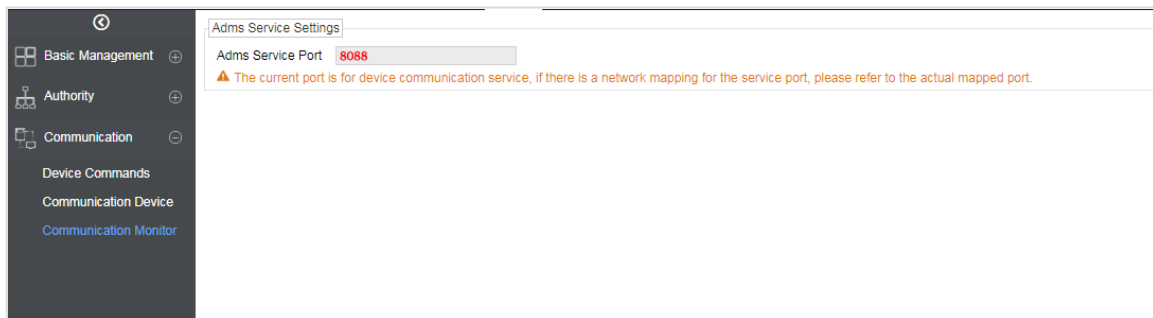 Adms Service Settings
Basic Management
Adms Service Port 8088
The current port is for device communication service, if there is a network mapping for the service port, please refer to the actual mapped port.
Authority
Communication
Device Commands
Communication Device
Communication Monitor